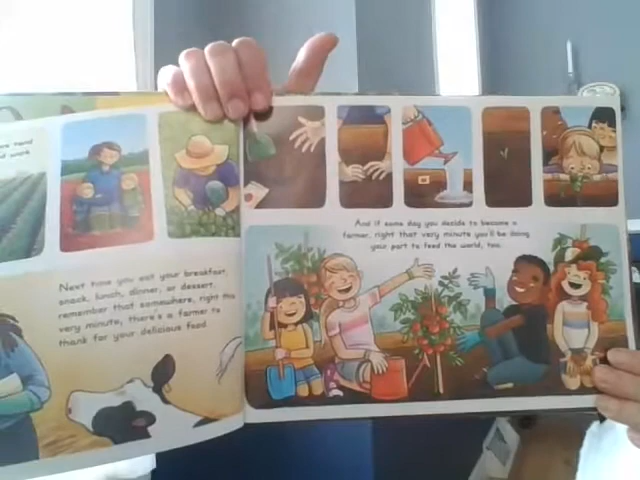 hand
work
Next time you eat your breakfast,
snack, lunch, dinner, or dessert,
remember that somewhere, right this
very minute, there's a farmer to
thank for your delicious food.
And if some day you decide to become a
farmer, right that very minute you'll be doing
your part to feed the world, too.